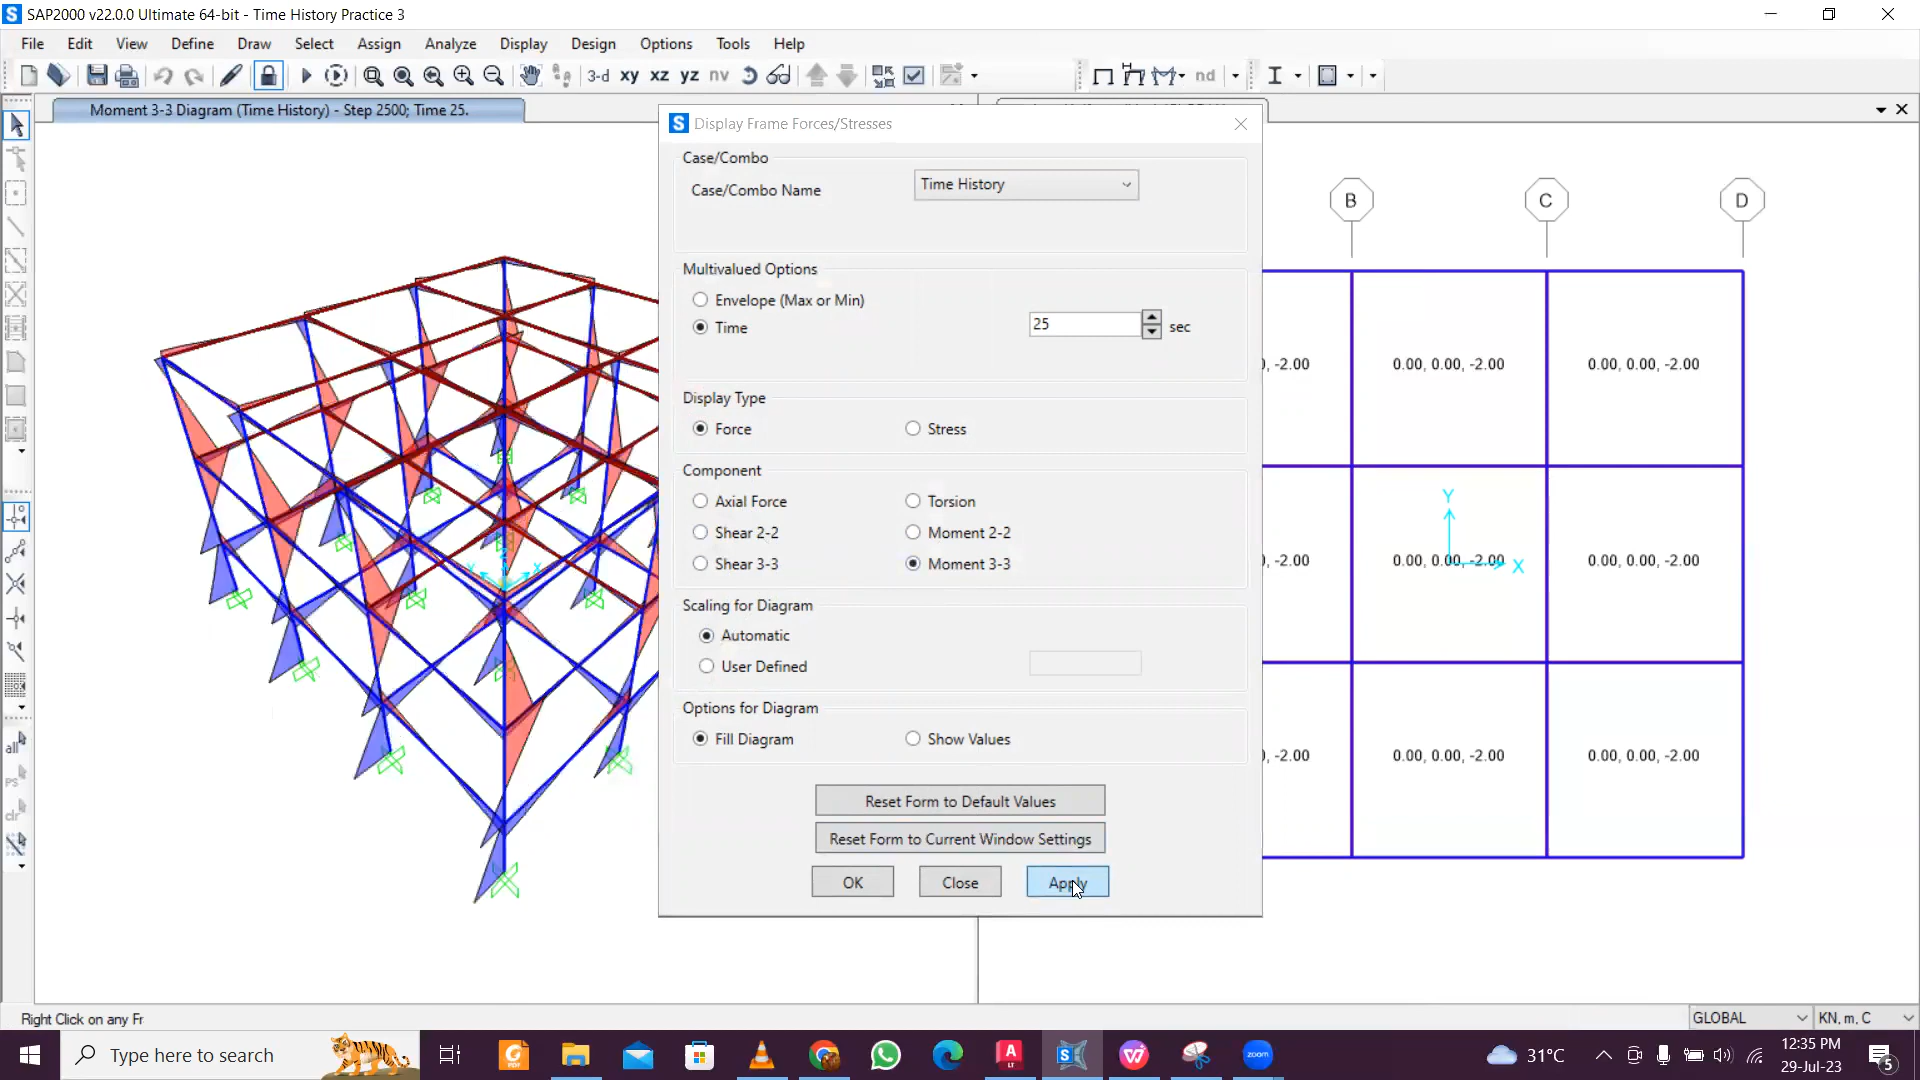 SAP2000 v22.0.0 Ultimate 64-bit - Time History Practice 3
File Edit View Define Draw Select Assign Analyze Display Design Options Tools Help
3-d xy xz yz nv nd
Moment 3-3 Diagram (Time History) - Step 2500; Time 25.
Display Frame Forces/Stresses
Case/Combo
Case/Combo Name
Time History
Multivalued Options
Envelope (Max or Min)
Time
25
sec
Display Type
Force
Stress
Component
Axial Force
Torsion
Shear 2-2
Moment 2-2
Shear 3-3
Moment 3-3
Scaling for Diagram
Automatic
User Defined
Options for Diagram
Fill Diagram
Show Values
Reset Form to Default Values
Reset Form to Current Window Settings
OK
Close
Apply
B
C
D
, -2.00
0.00, 0.00, -2.00
0.00, 0.00, -2.00
Y
, -2.00
0.00, 0.00, -2.00
X
0.00, 0.00, -2.00
, -2.00
0.00, 0.00, -2.00
0.00, 0.00, -2.00
all
ps
clr
Right Click on any Fr
GLOBAL
KN, m, C
Type here to search
zoom
31°C
12:35 PM
29-Jul-23
5